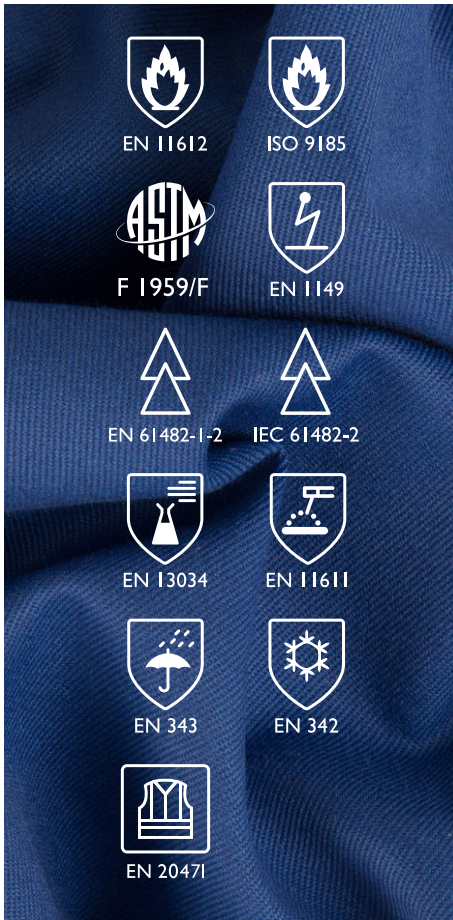 EN 11612
ISO 9185
ASTM
F 1959/F
EN 1149
EN 61482-1-2
IEC 61482-2
EN 13034
EN 11611
EN 343
EN 342
EN 20471